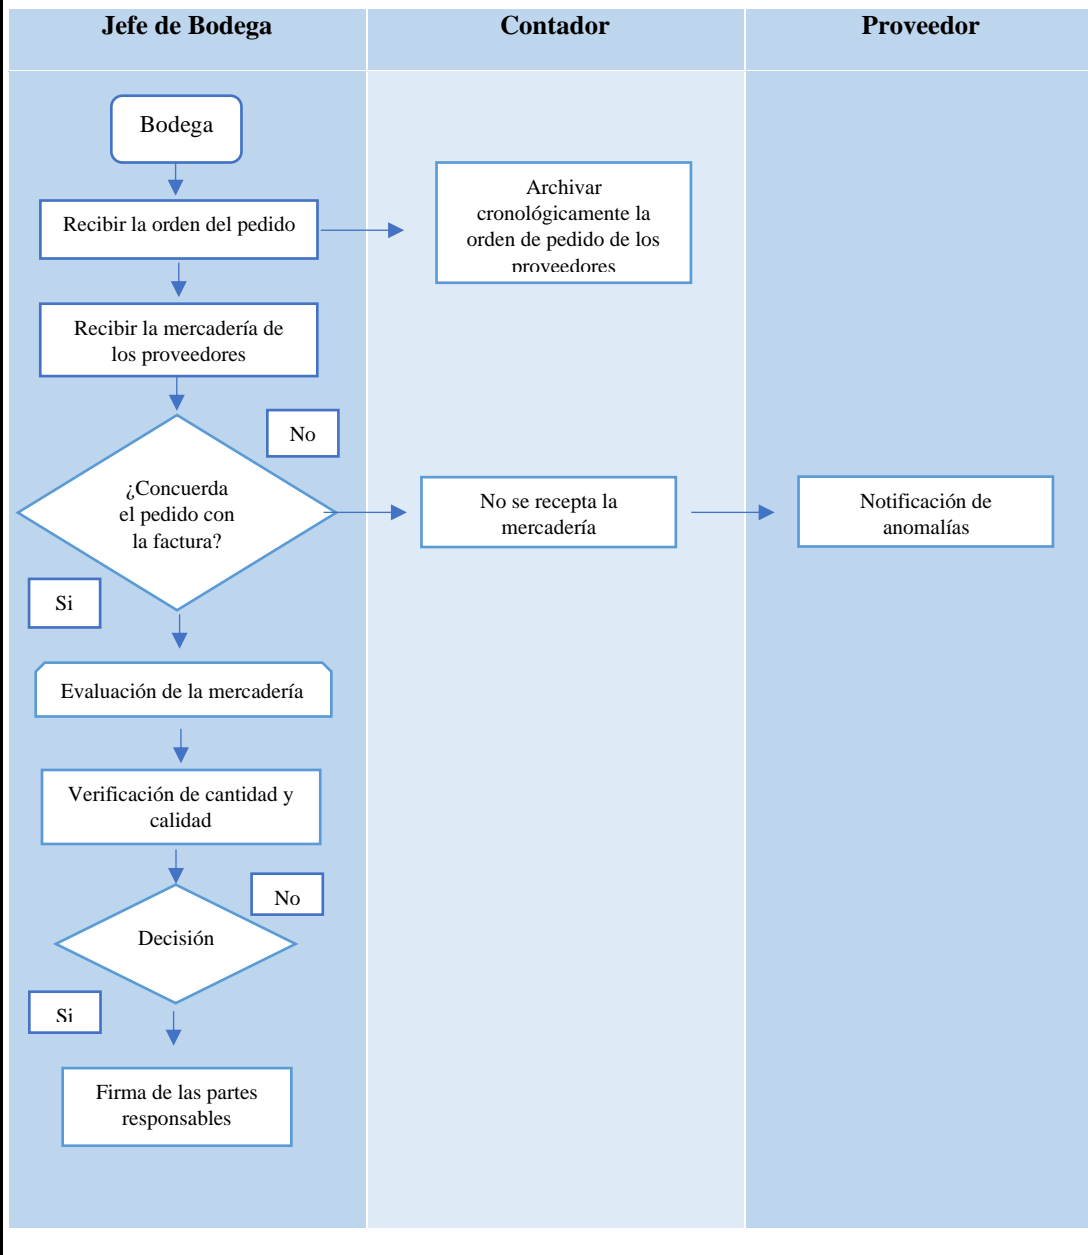 Jefe de Bodega
Contador
Proveedor
Bodega
Recibir la orden del pedido
Archivar
cronológicamente la
orden de pedido de los
proveedores
Recibir la mercadería de
los proveedores
No
¿Concuerda
el pedido con
la factura?
No se recepta la
mercadería
Notificación de
anomalías
Si
Evaluación de la mercadería
Verificación de cantidad y
calidad
No
Decisión
Si
Firma de las partes
responsables